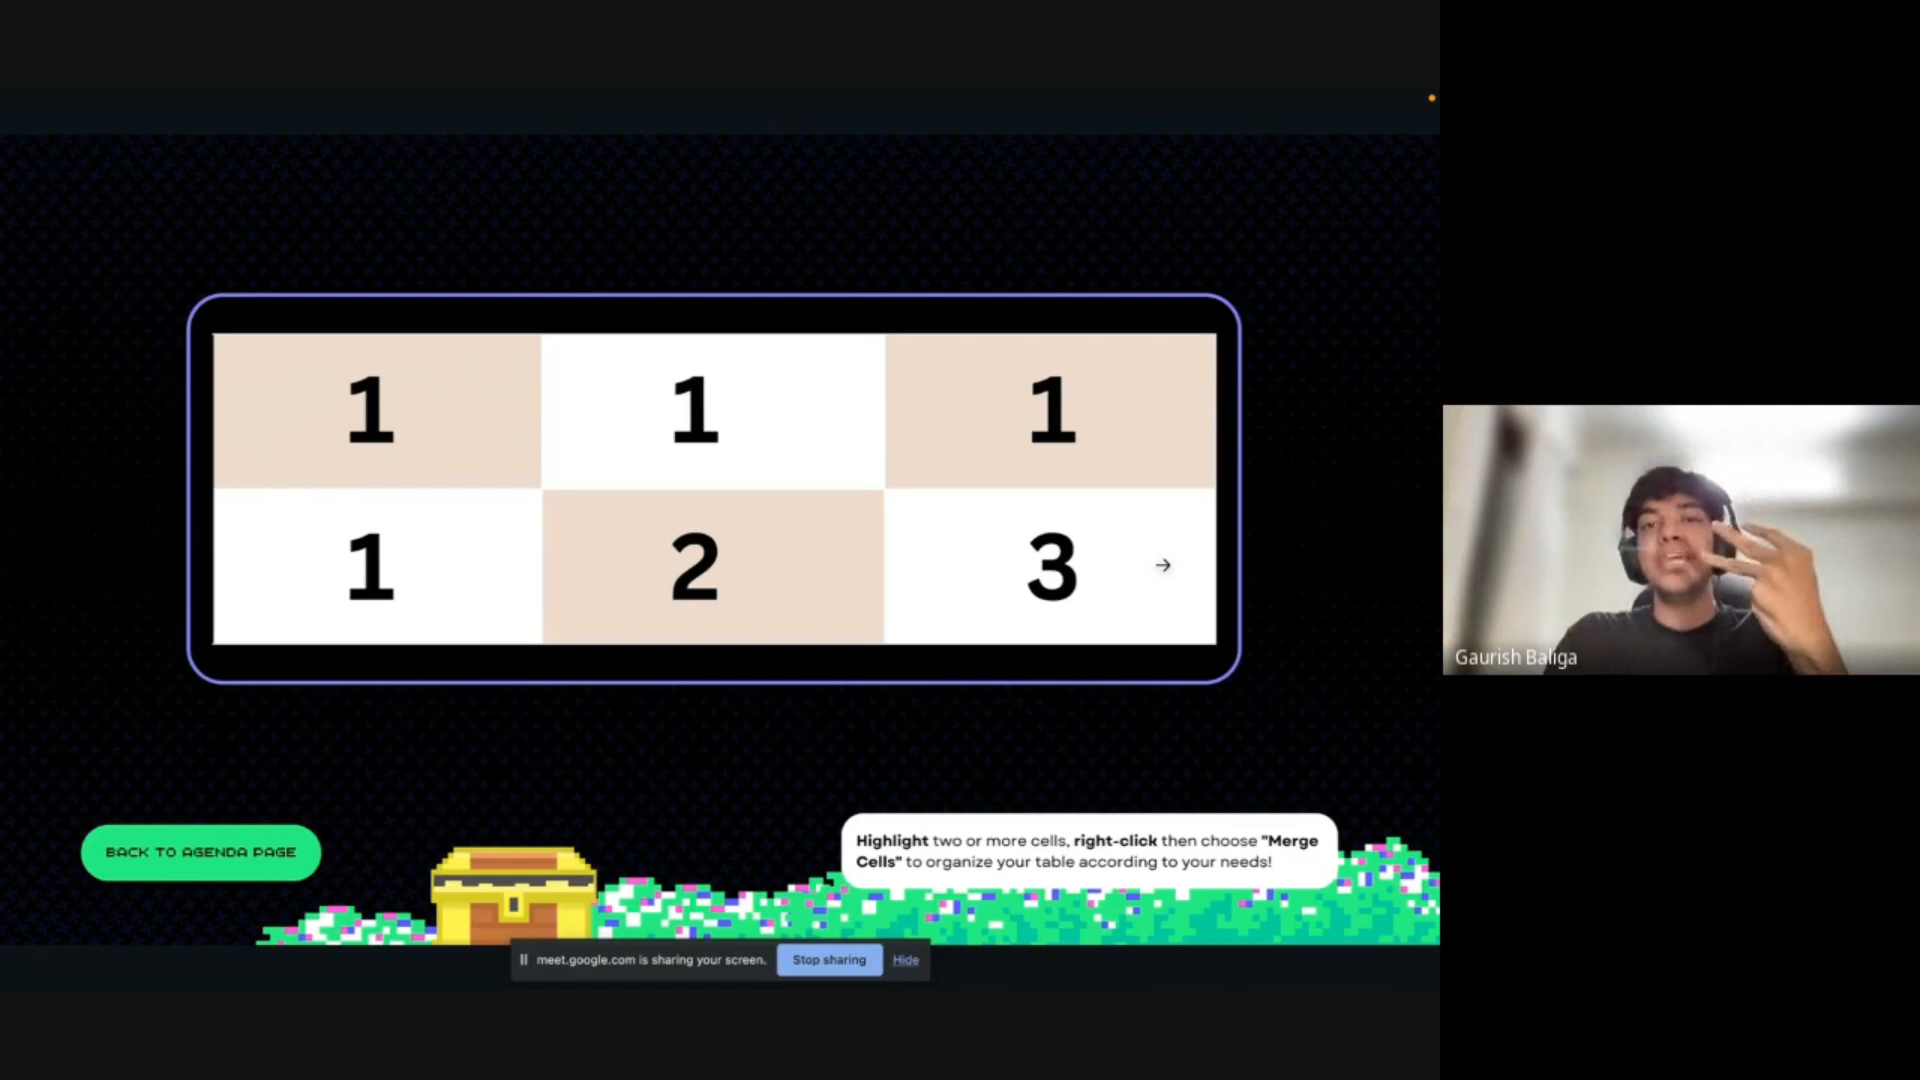 1 1 1
1 2 3 →
Gaurish Baliga
BACK TO AGENDA PAGE
Highlight two or more cells, right-click then choose "Merge
Cells" to organize your table according to your needs!
meet.google.com is sharing your screen. Stop sharing Hide